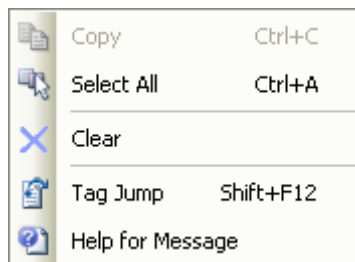 Copy Ctrl+C
Select All Ctrl+A
Clear
Tag Jump Shift+F12
Help for Message